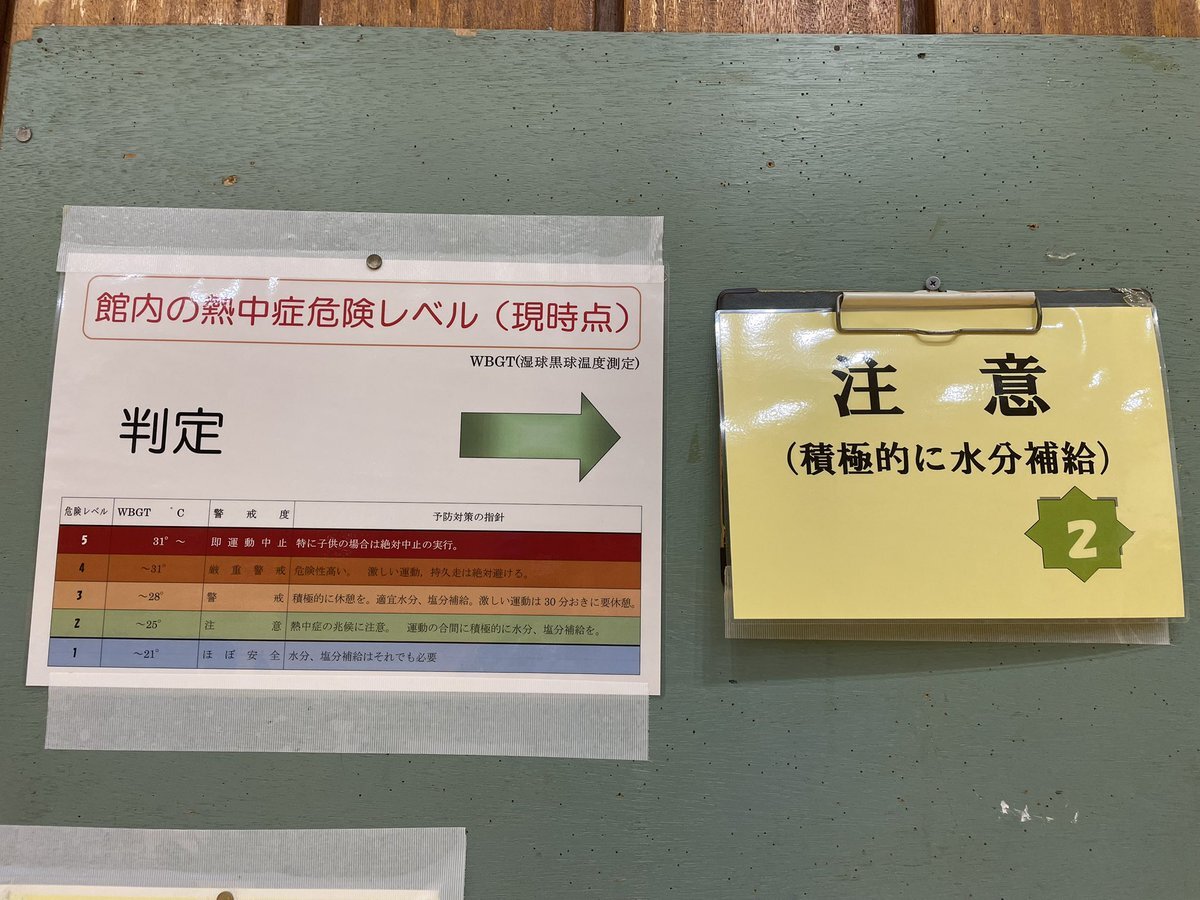 館内の熱中症危険レベル（現時点）
WBGT(湿球黒球温度測定)
判定
危険レベル WBGT ℃ 警戒度 予防対策の指針
5 31°～ 即運動中止 特に子供の場合は絶対中止の実行。
4 ～31° 厳重警戒 危険性高い。 激しい運動，持久走は絶対避ける。
3 ～28° 警戒 積極的に休憩を。適宜水分、塩分補給。激しい運動は30分おきに要休憩。
2 ～25° 注意 熱中症の兆候に注意。 運動の合間に積極的に水分、塩分補給を。
1 ～21° ほぼ安全 水分、塩分補給はそれでも必要
注 意
（積極的に水分補給）
2